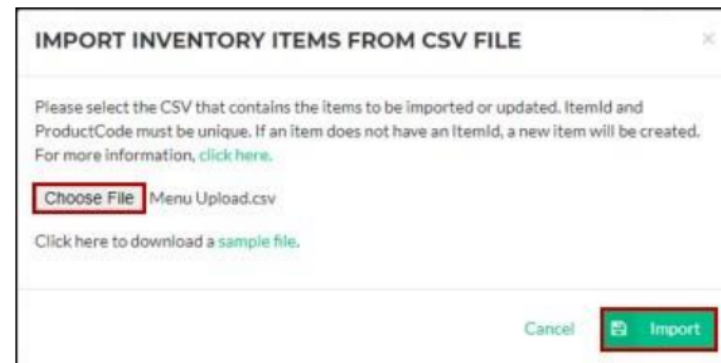 IMPORT INVENTORY ITEMS FROM CSV FILE ×
Please select the CSV that contains the items to be imported or updated. ItemId and
ProductCode must be unique. If an item does not have an ItemId, a new item will be created.
For more information, click here.
Choose File Menu Upload.csv
Click here to download a sample file.
Cancel Import